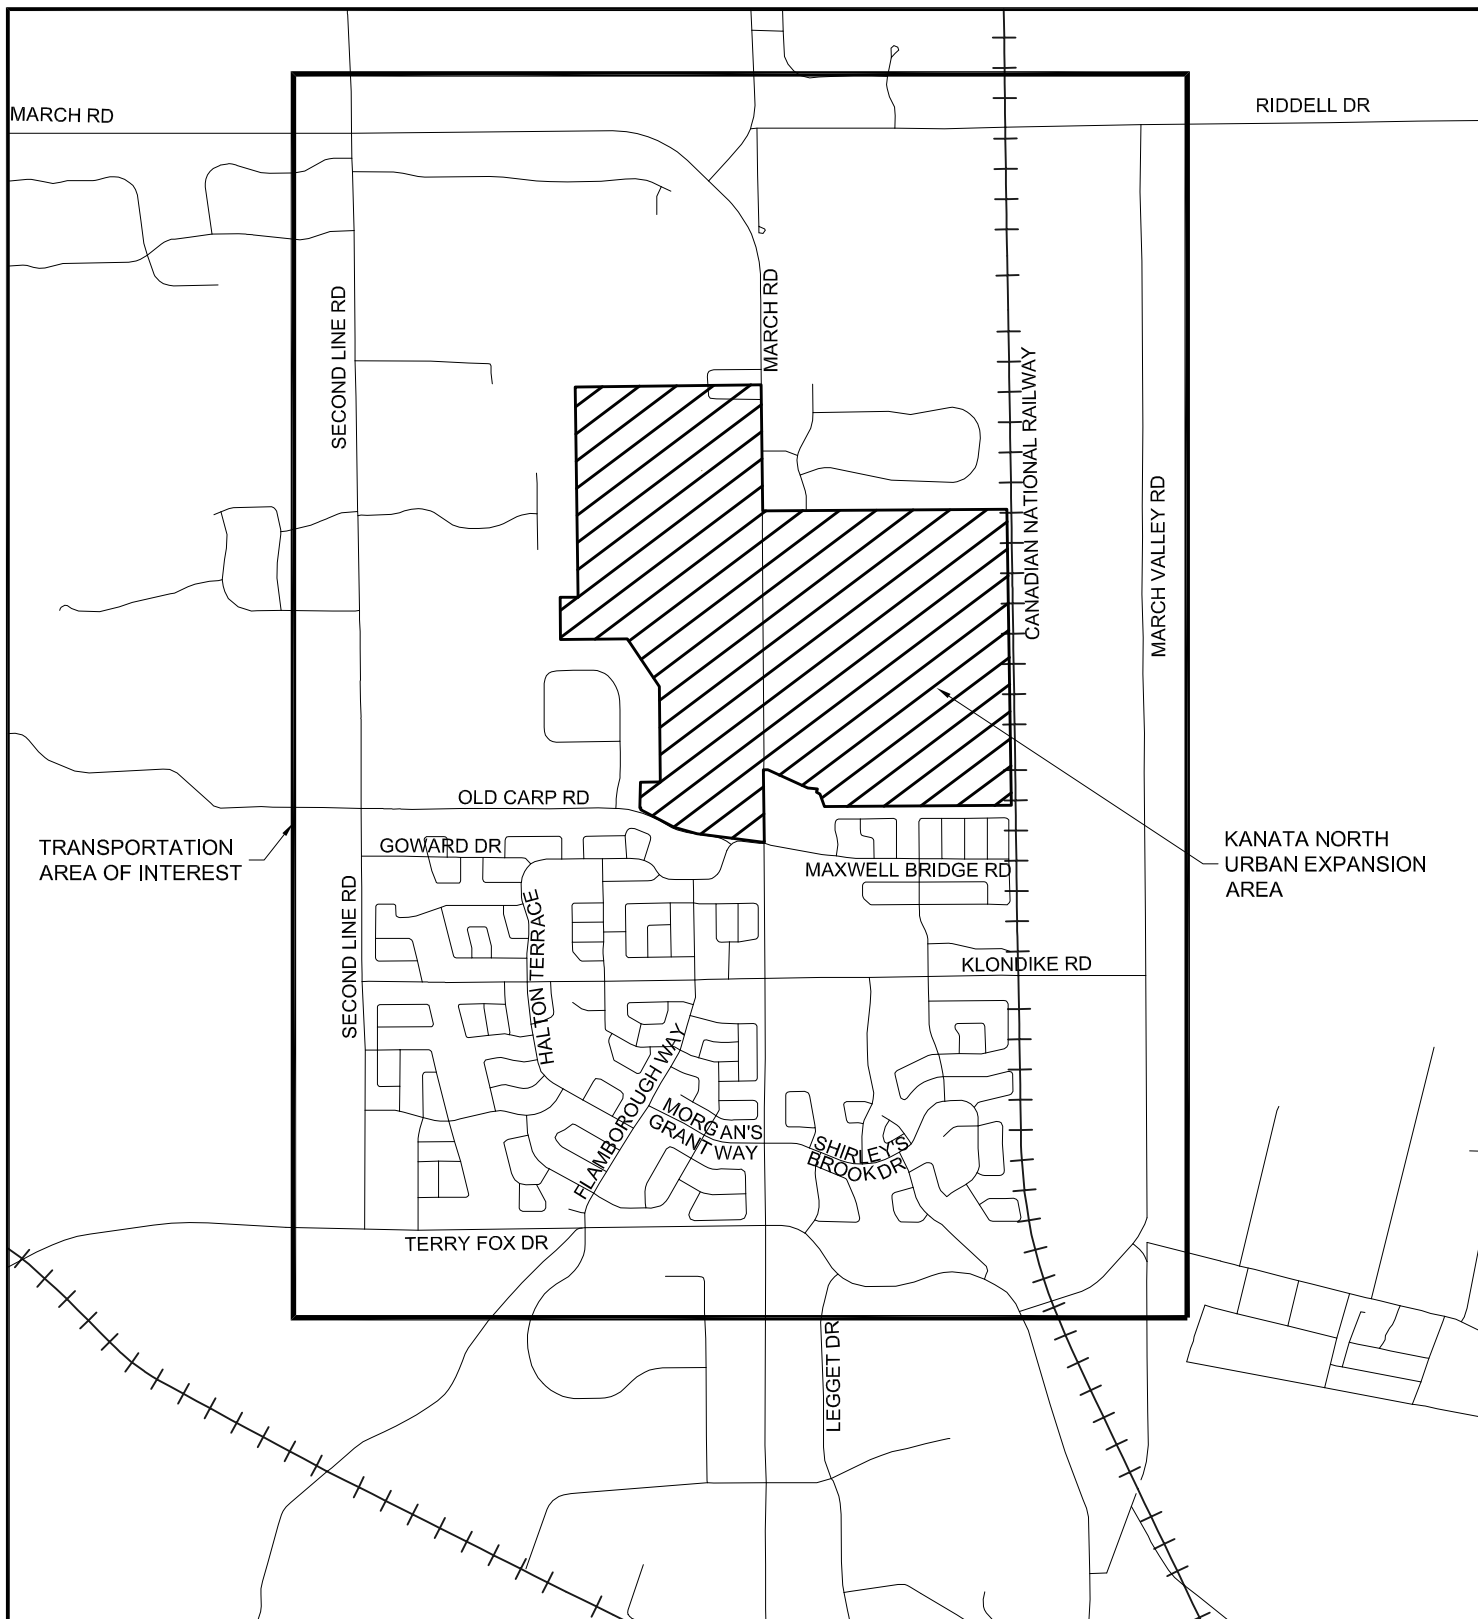 MARCH RD
RIDDELL DR
SECOND LINE RD
MARCH RD
CANADIAN NATIONAL RAILWAY
MARCH VALLEY RD
OLD CARP RD
GOWARD DR
TRANSPORTATION
AREA OF INTEREST
MAXWELL BRIDGE RD
KANATA NORTH
URBAN EXPANSION
AREA
SECOND LINE RD
HALTON TERRACE
KLONDIKE RD
FLAMBOROUGH WAY
MORGAN'S
GRANT WAY
SHIRLEY'S
BROOK DR
TERRY FOX DR
LEGGET DR